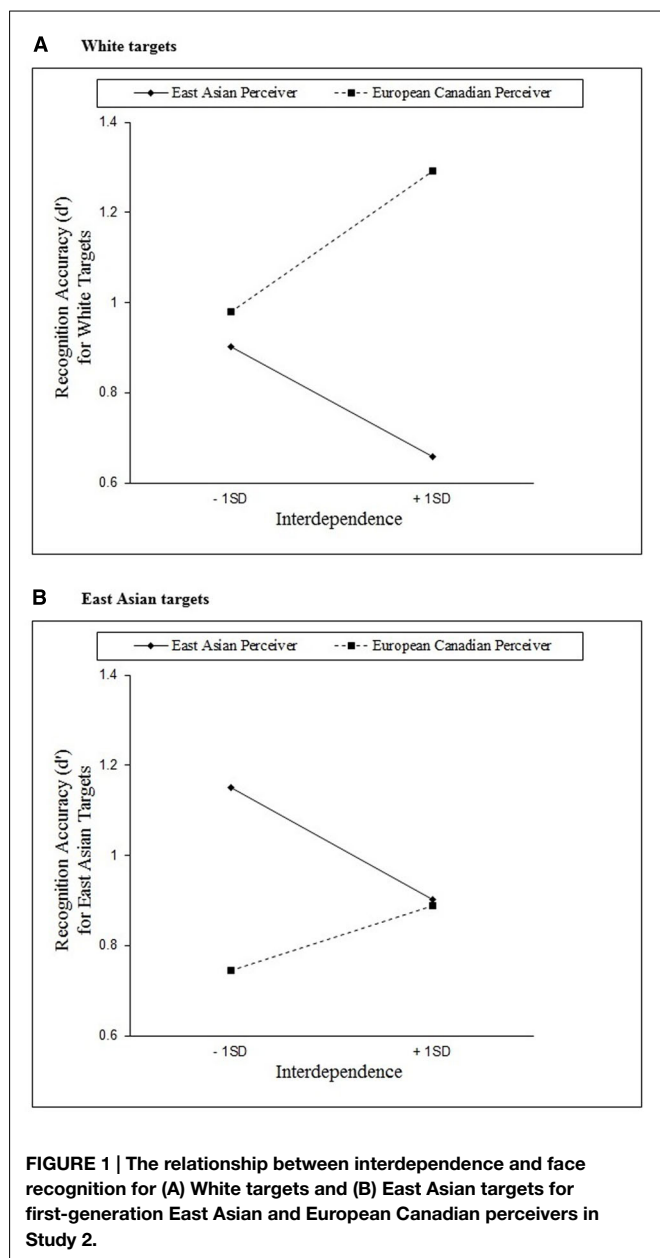 A White targets
East Asian Perceiver European Canadian Perceiver
1.4
1.2
1
0.8
0.6
Recognition Accuracy (d')
for White Targets
- 1SD + 1SD
Interdependence
B East Asian targets
East Asian Perceiver European Canadian Perceiver
1.4
1.2
1
0.8
0.6
Recognition Accuracy (d')
for East Asian Targets
- 1SD + 1SD
Interdependence
FIGURE 1 | The relationship between interdependence and face
recognition for (A) White targets and (B) East Asian targets for
first-generation East Asian and European Canadian perceivers in
Study 2.